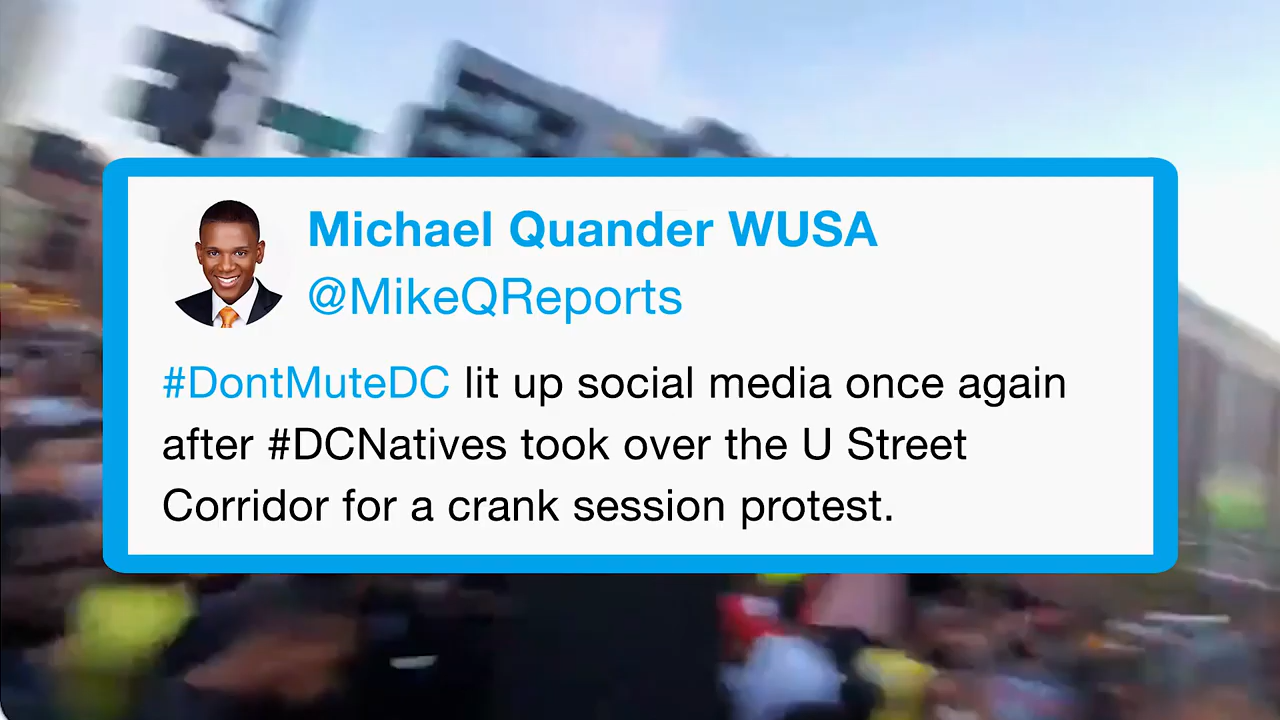 Michael Quander WUSA
@MikeQReports
#DontMuteDC lit up social media once again
after #DCNatives took over the U Street
Corridor for a crank session protest.